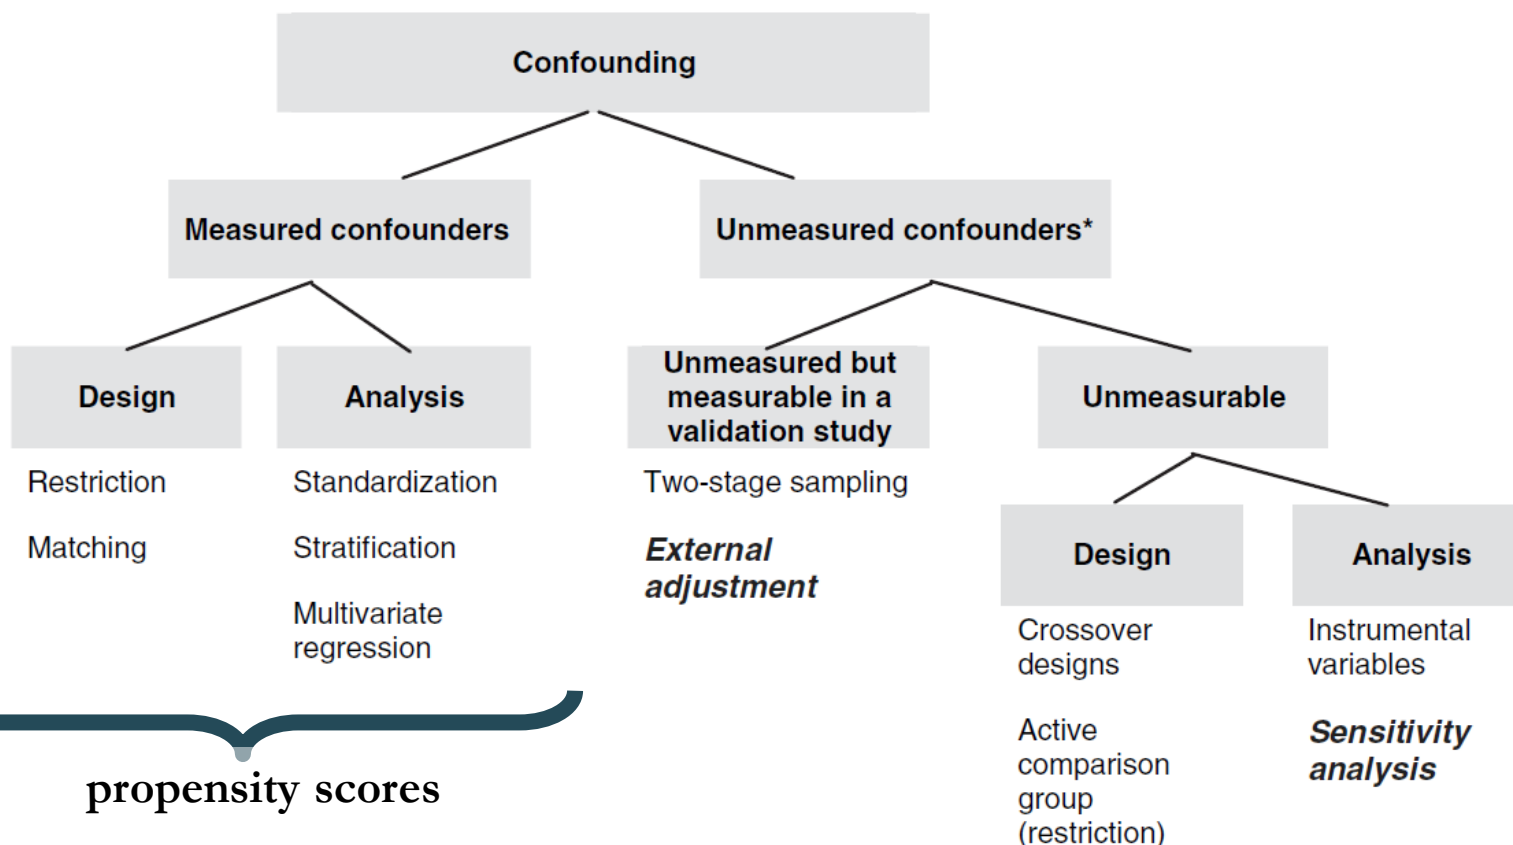 Confounding
Measured confounders
Unmeasured confounders*
Design
Analysis
Unmeasured but
measurable in a
validation study
Unmeasurable
Restriction
Matching
Standardization
Stratification
Multivariate
regression
Two-stage sampling
External
adjustment
Design
Analysis
Crossover
designs
Active
comparison
group
(restriction)
Instrumental
variables
Sensitivity
analysis
propensity scores